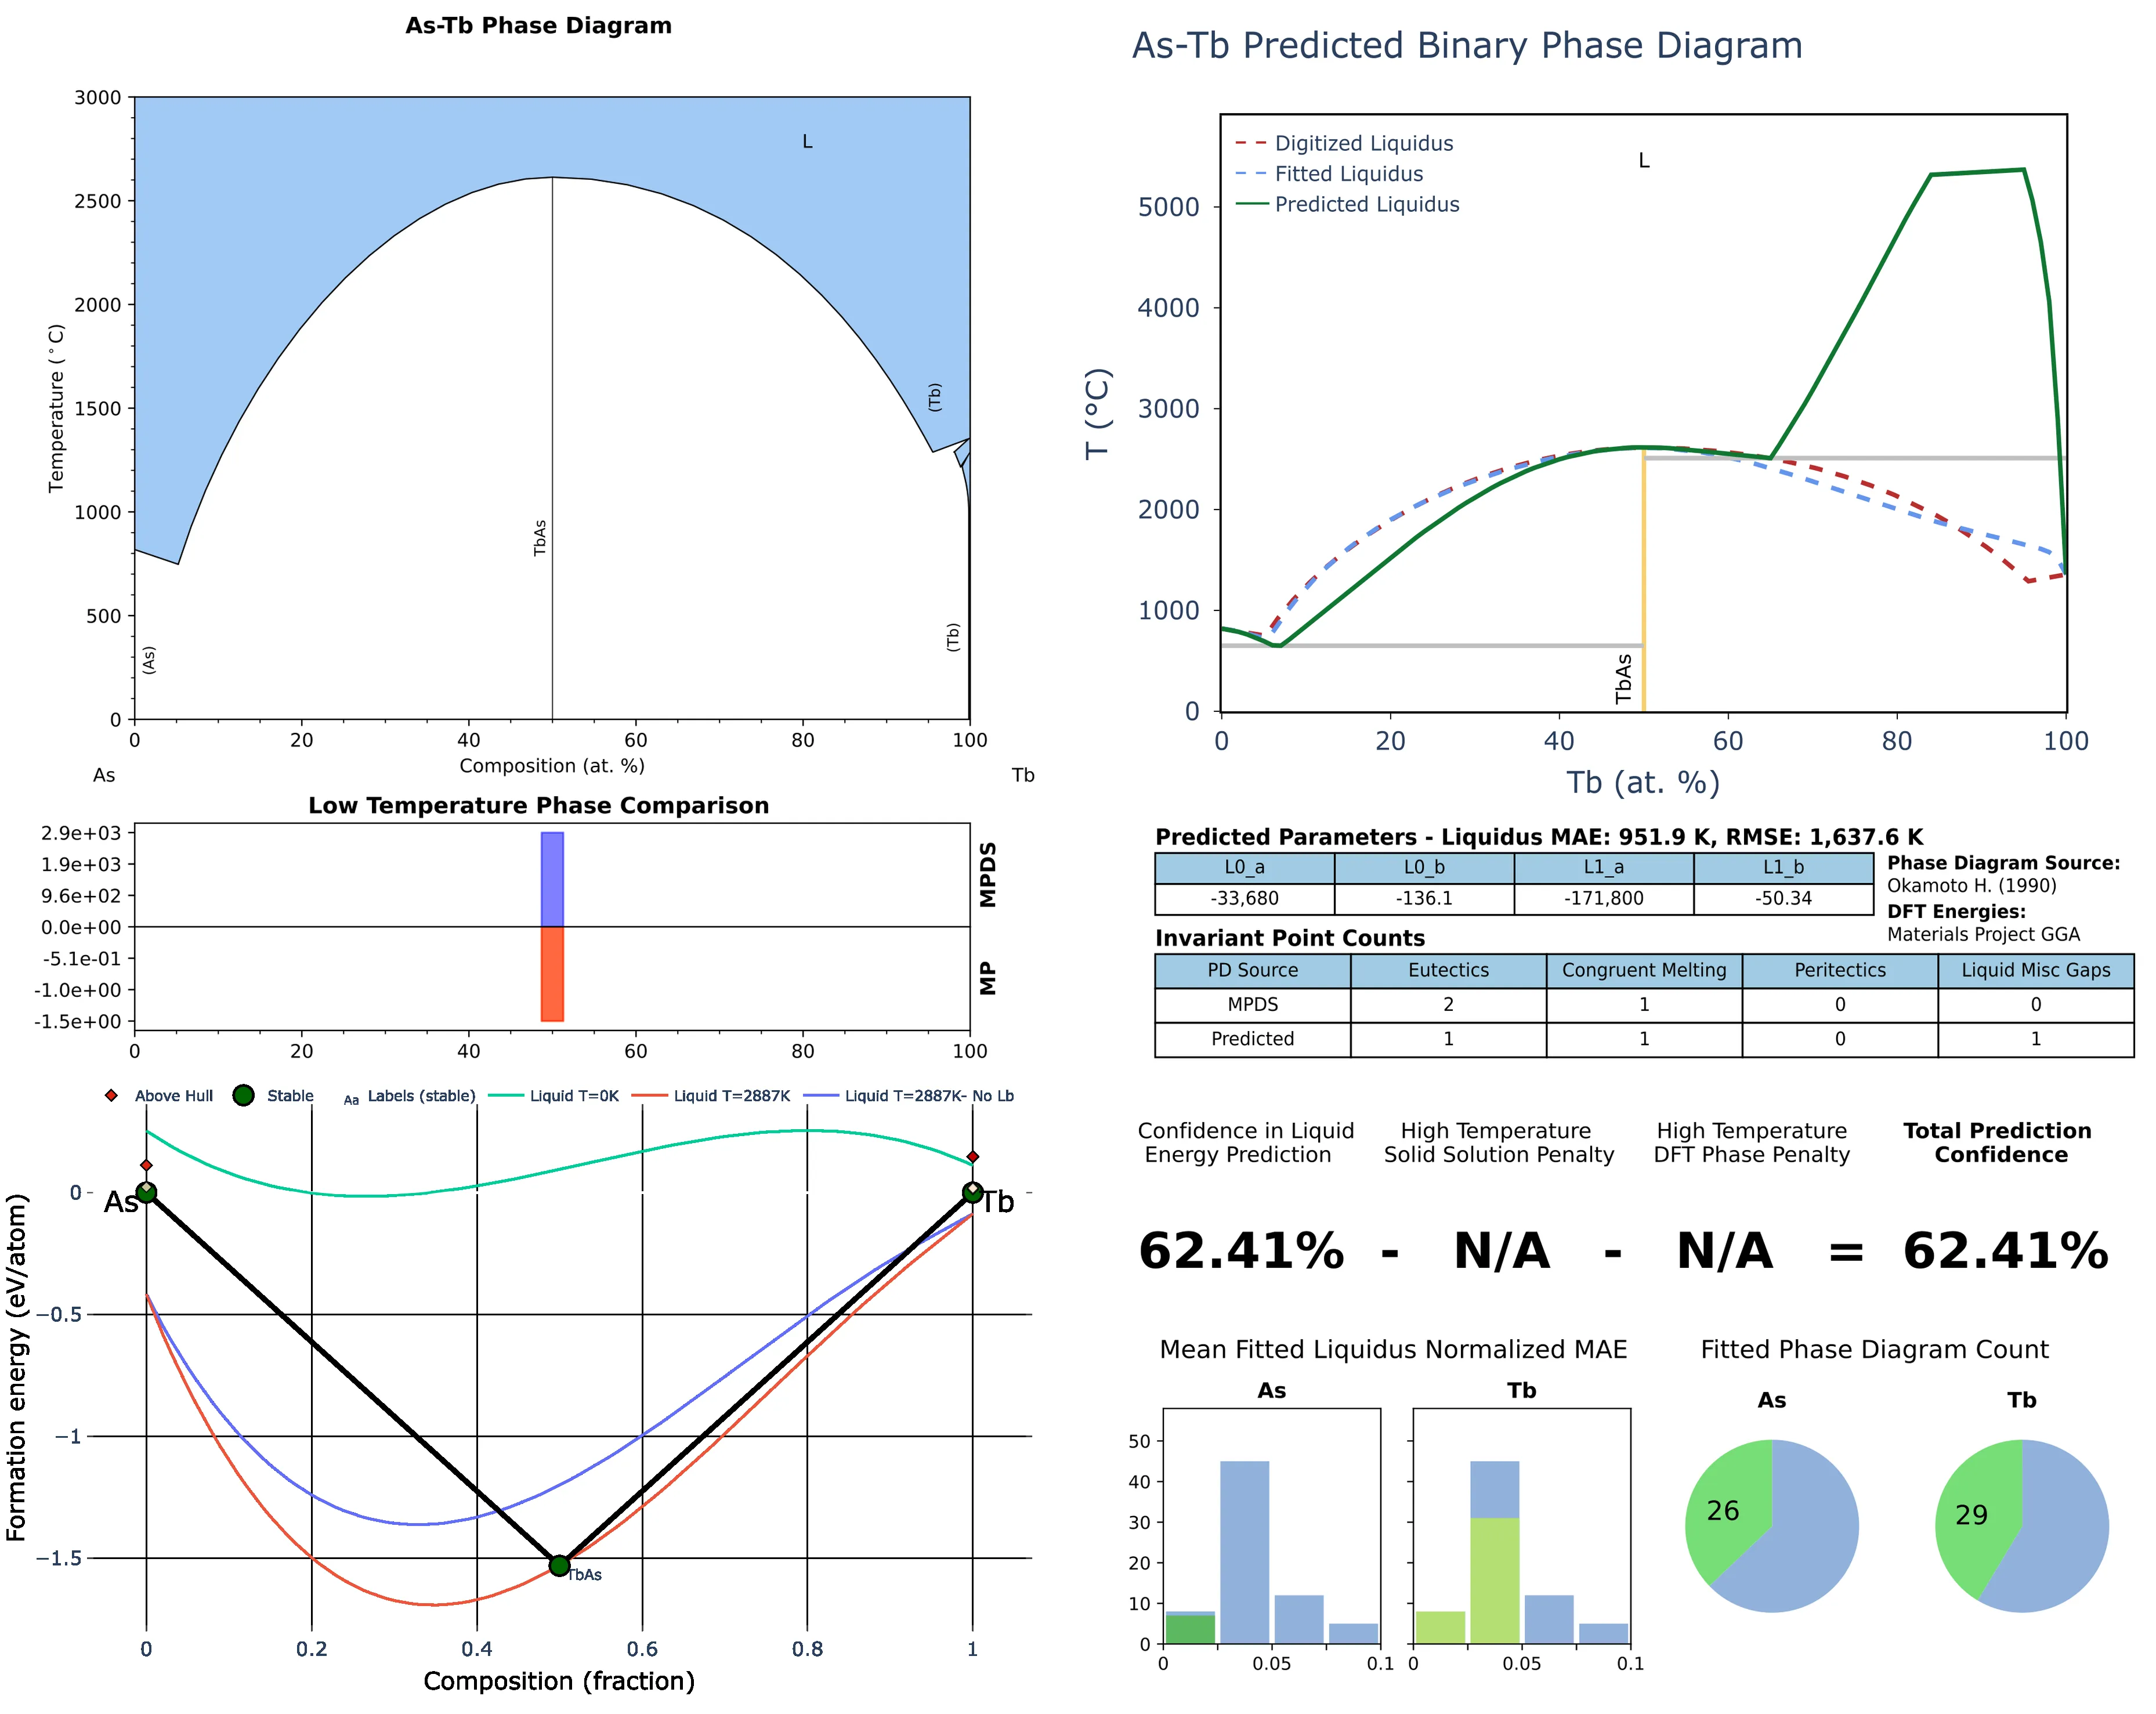 As-Tb Phase Diagram
3000
2500
2000
1500
1000
500
0
Temperature (°C)
L
TbAs
(As)
(Tb)
(Tb)
0 20 40 60 80 100
Composition (at. %)
As Tb
Low Temperature Phase Comparison
2.9e+03
1.9e+03
9.6e+02
0.0e+00
-5.1e-01
-1.0e+00
-1.5e+00
MPDS
MP
0 20 40 60 80 100
Above Hull Stable Aa Labels (stable) Liquid T=0K Liquid T=2887K Liquid T=2887K- No Lb
Formation energy (eV/atom)
0
−0.5
−1
−1.5
As
Tb
TbAs
0 0.2 0.4 0.6 0.8 1
Composition (fraction)
As-Tb Predicted Binary Phase Diagram
Digitized Liquidus
Fitted Liquidus
Predicted Liquidus
L
T (°C)
5000
4000
3000
2000
1000
0
TbAs
0 20 40 60 80 100
Tb (at. %)
Predicted Parameters - Liquidus MAE: 951.9 K, RMSE: 1,637.6 K
L0_a L0_b L1_a L1_b
-33,680 -136.1 -171,800 -50.34
Phase Diagram Source:
Okamoto H. (1990)
DFT Energies:
Materials Project GGA
Invariant Point Counts
PD Source Eutectics Congruent Melting Peritectics Liquid Misc Gaps
MPDS 2 1 0 0
Predicted 1 1 0 1
Confidence in Liquid
Energy Prediction
High Temperature
Solid Solution Penalty
High Temperature
DFT Phase Penalty
Total Prediction
Confidence
62.41% - N/A - N/A = 62.41%
Mean Fitted Liquidus Normalized MAE
As Tb
50
40
30
20
10
0
0 0.05 0.1
0 0.05 0.1
Fitted Phase Diagram Count
As Tb
26
29